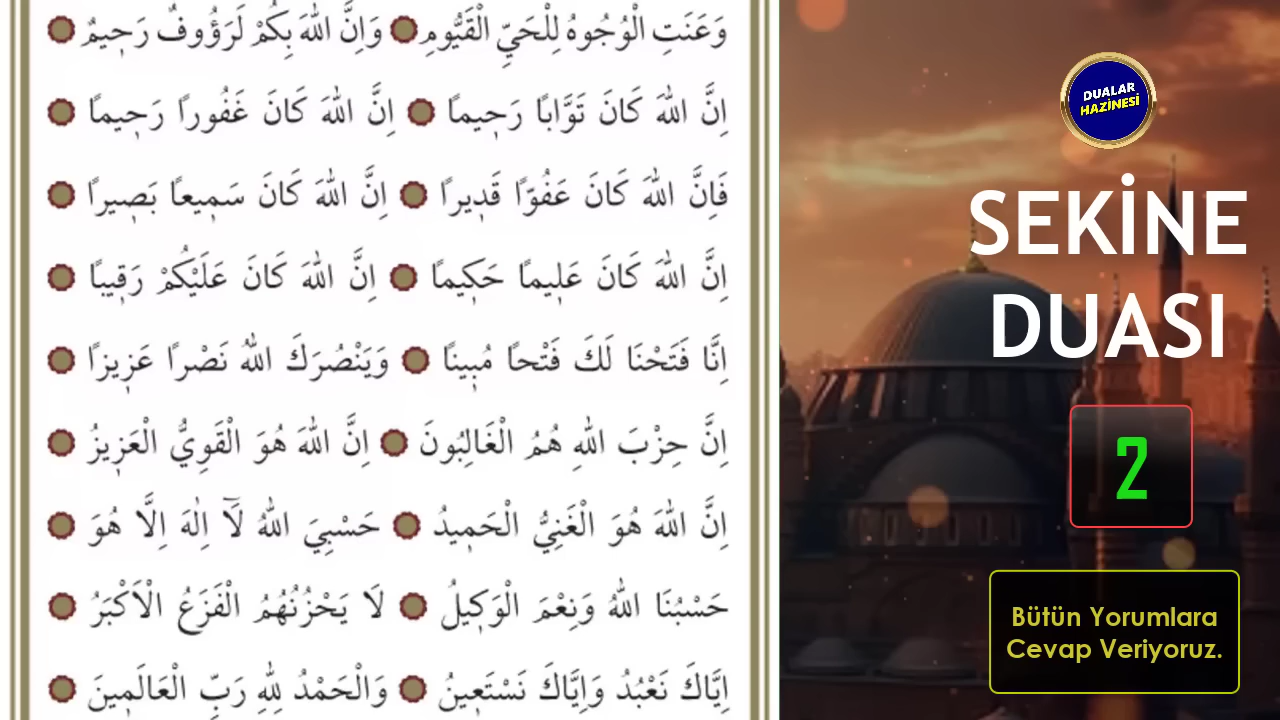 وَعَنَتِ الْوُجُوهُ لِلْحَيِّ الْقَيُّومِ وَاِنَّ اللّٰهَ بِكُمْ لَرَؤُوفٌ رَحٖيمٌ
اِنَّ اللّٰهَ كَانَ تَوَّابًا رَحٖيمًا اِنَّ اللّٰهَ كَانَ غَفُورًا رَحٖيمًا
فَاِنَّ اللّٰهَ كَانَ عَفُوًّا قَدٖيرًا اِنَّ اللّٰهَ كَانَ سَمٖيعًا بَصٖيرًا
اِنَّ اللّٰهَ كَانَ عَلٖيمًا حَكٖيمًا اِنَّ اللّٰهَ كَانَ عَلَيْكُمْ رَقٖيبًا
اِنَّا فَتَحْنَا لَكَ فَتْحًا مُبٖينًا وَيَنْصُرَكَ اللّٰهُ نَصْرًا عَزٖيزًا
اِنَّ حِزْبَ اللّٰهِ هُمُ الْغَالِبُونَ اِنَّ اللّٰهَ هُوَ الْقَوِيُّ الْعَزٖيزُ
اِنَّ اللّٰهَ هُوَ الْغَنِيُّ الْحَمٖيدُ حَسْبِيَ اللّٰهُ لَٓا اِلٰهَ اِلَّا هُوَ
حَسْبُنَا اللّٰهُ وَنِعْمَ الْوَكٖيلُ لَا يَحْزُنُهُمُ الْفَزَعُ الْاَكْبَرُ
اِيَّاكَ نَعْبُدُ وَاِيَّاكَ نَسْتَعٖينُ وَالْحَمْدُ لِلّٰهِ رَبِّ الْعَالَمٖينَ
DUALAR
HAZİNESİ
SEKİNE
DUASI
2
Bütün Yorumlara
Cevap Veriyoruz.